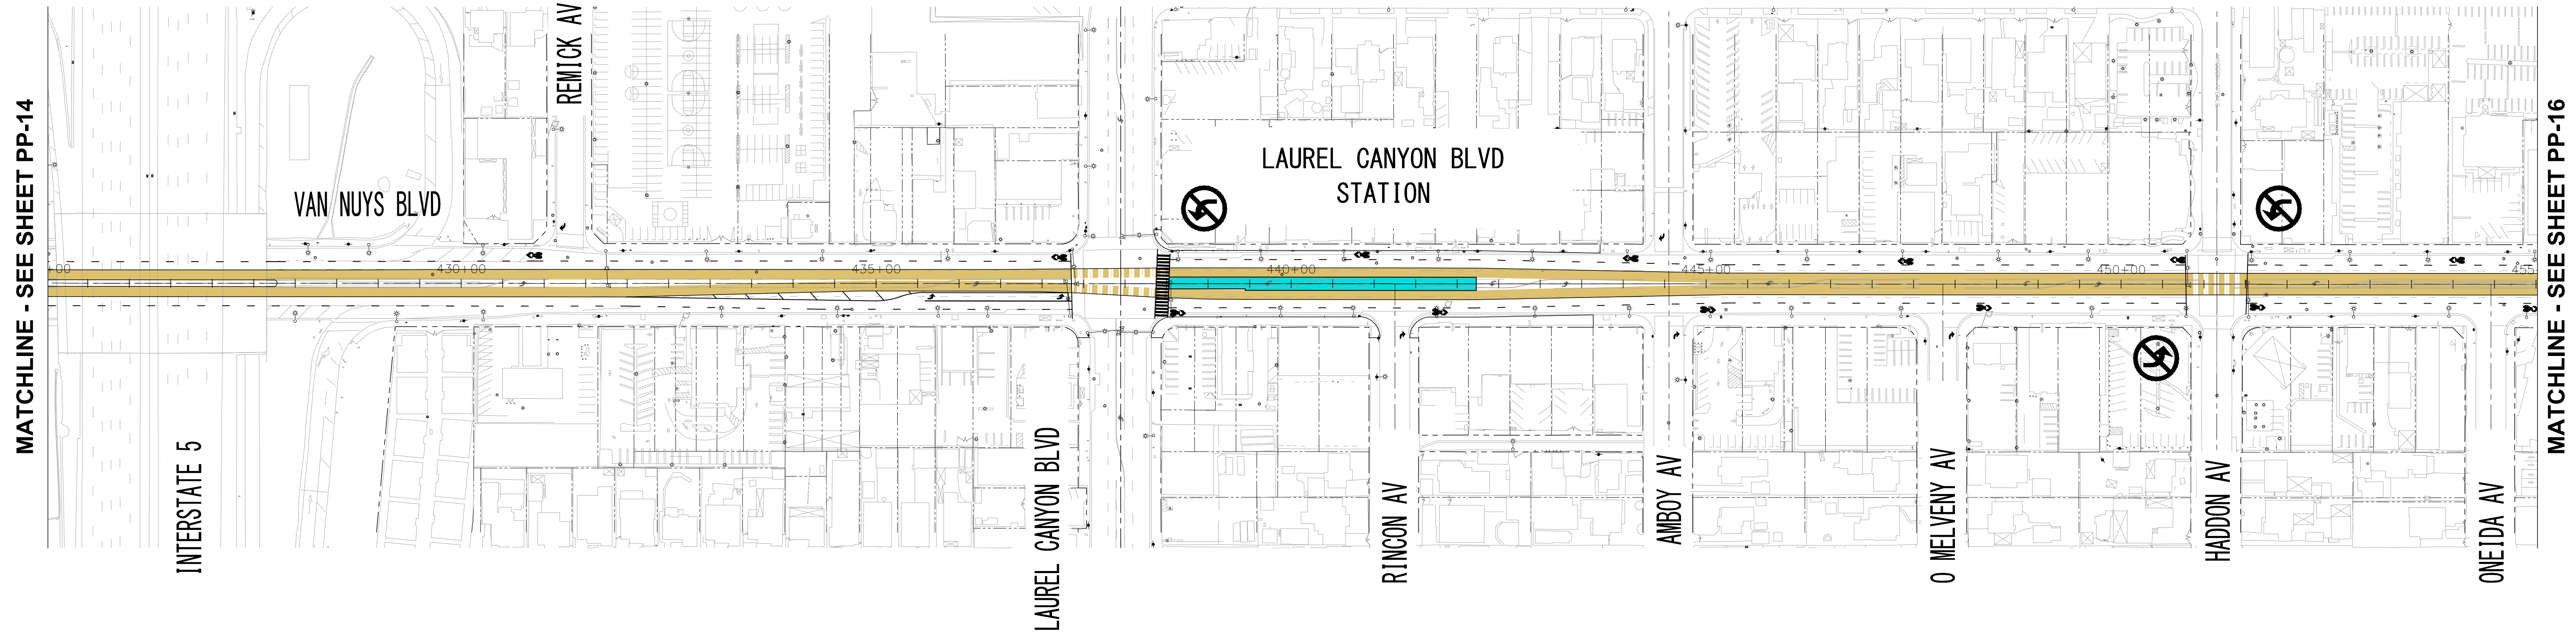 MATCHLINE - SEE SHEET PP-14
INTERSTATE 5
VAN NUYS BLVD
REMICK AV
LAUREL CANYON BLVD
LAUREL CANYON BLVD
STATION
RINCON AV
AMBOY AV
O MELVENY AV
HADDON AV
ONEIDA AV
+00
430+00
435+00
440+00
445+00
450+00
455
MATCHLINE - SEE SHEET PP-16